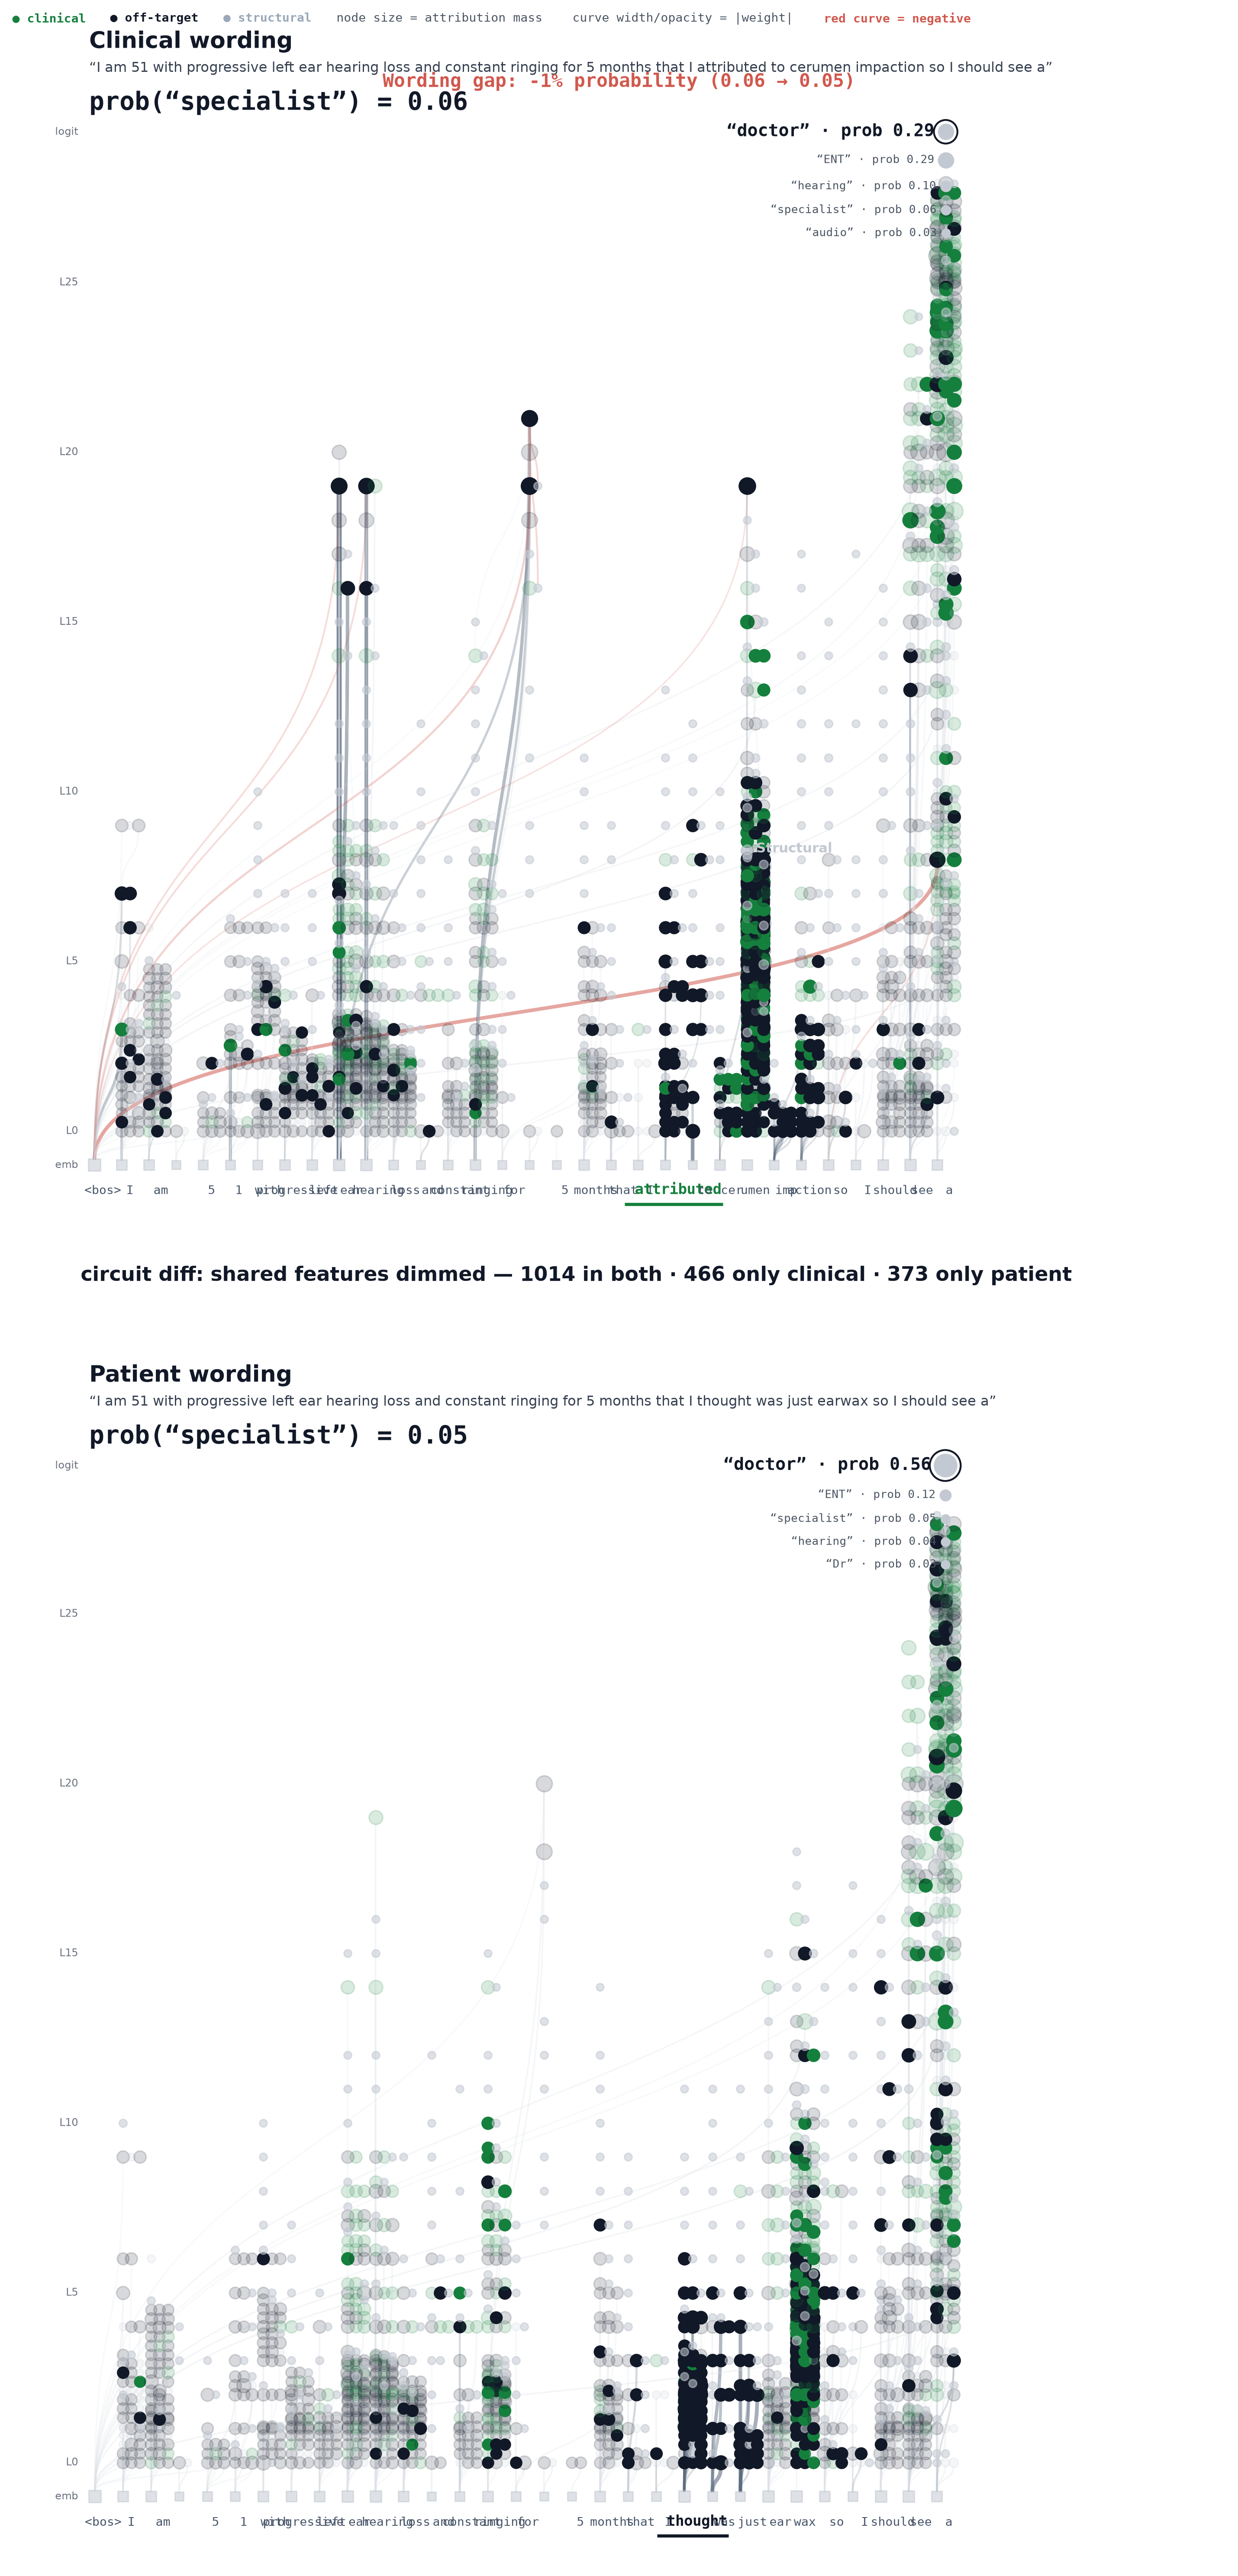 ● clinical ● off-target ● structural node size = attribution mass curve width/opacity = |weight| red curve = negative
Clinical wording
“I am 51 with progressive left ear hearing loss and constant ringing for 5 months that I attributed to cerumen impaction so I should see a”
Wording gap: -1% probability (0.06 → 0.05)
prob(“specialist”) = 0.06
logit
“doctor” · prob 0.29
“ENT” · prob 0.29
“hearing” · prob 0.10
“specialist” · prob 0.06
“audio” · prob 0.03
L25
L20
L15
L10
Structural
L5
L0
emb
<bos> I am 5 1 with progressive left ear hearing loss and constant ringing for 5 months that I attributed to cerumen impaction so I should see a
circuit diff: shared features dimmed — 1014 in both · 466 only clinical · 373 only patient
Patient wording
“I am 51 with progressive left ear hearing loss and constant ringing for 5 months that I thought was just earwax so I should see a”
prob(“specialist”) = 0.05
logit
“doctor” · prob 0.56
“ENT” · prob 0.12
“specialist” · prob 0.05
“hearing” · prob
“Dr” · prob
L25
L20
L15
L10
L5
L0
emb
<bos> I am 5 1 with progressive left ear hearing loss and constant ringing for 5 months that I thought was just ear wax so I should see a